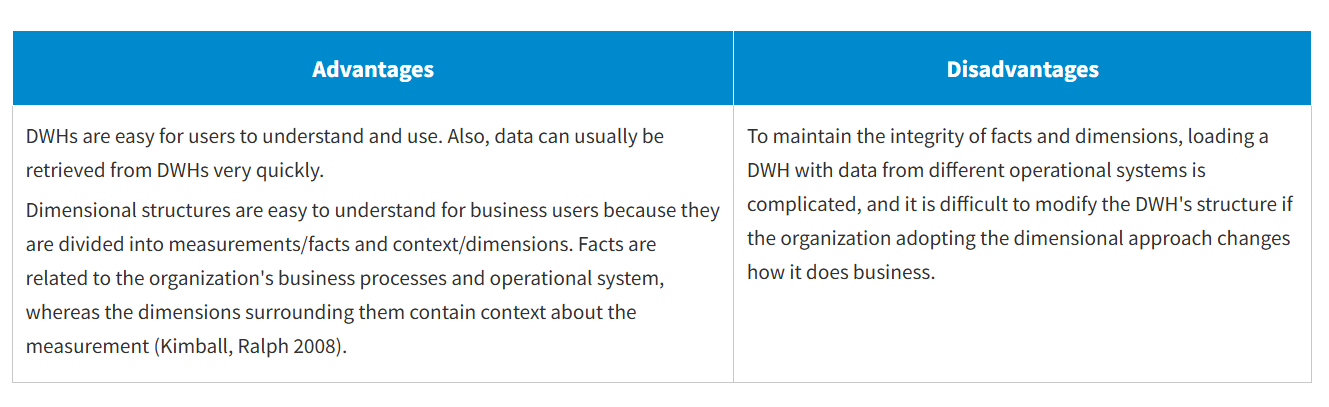 Advantages
Disadvantages
DWHs are easy for users to understand and use. Also, data can usually be
retrieved from DWHs very quickly.
Dimensional structures are easy to understand for business users because they
are divided into measurements/facts and context/dimensions. Facts are
related to the organization's business processes and operational system,
whereas the dimensions surrounding them contain context about the
measurement (Kimball, Ralph 2008).
To maintain the integrity of facts and dimensions, loading a
DWH with data from different operational systems is
complicated, and it is difficult to modify the DWH's structure if
the organization adopting the dimensional approach changes
how it does business.